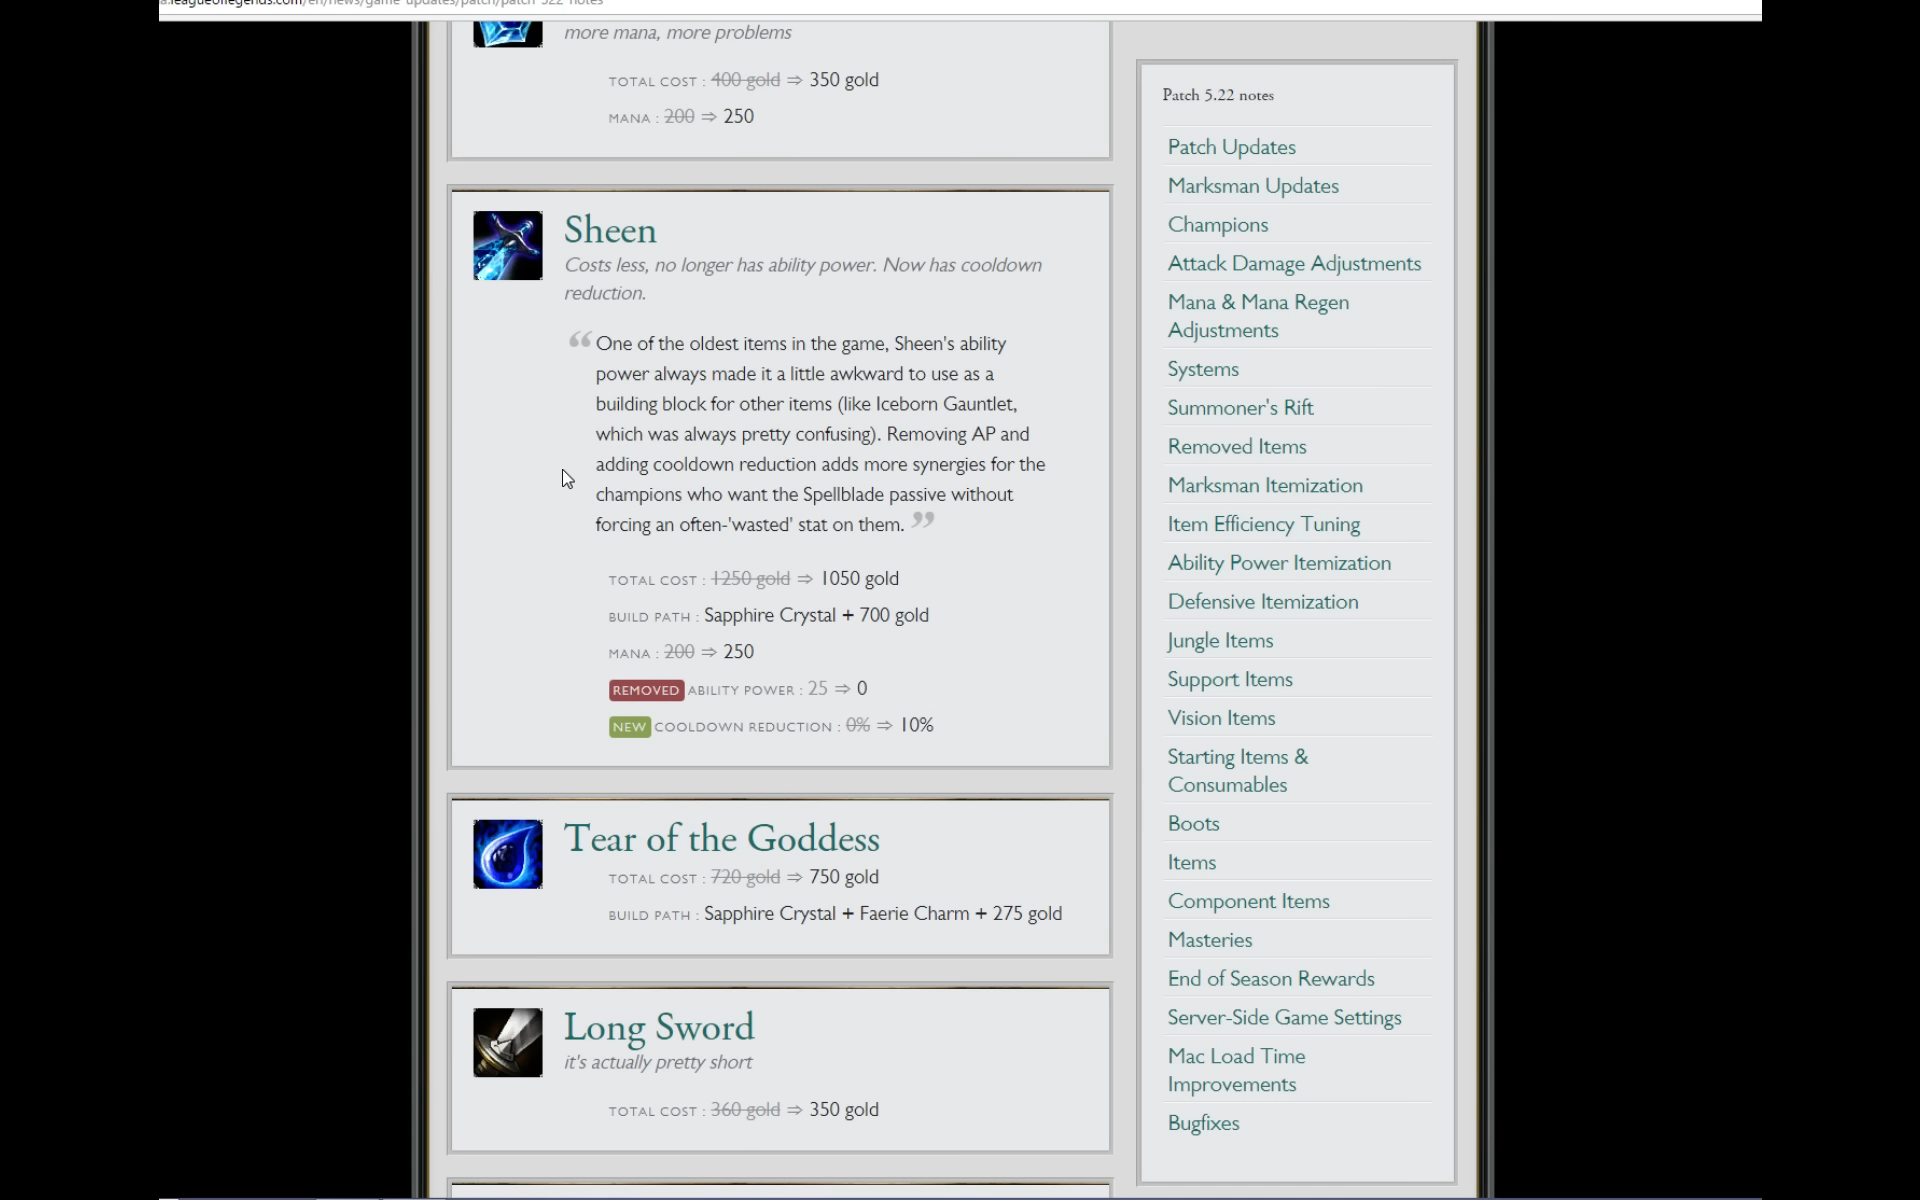 a.leagueoflegends.com/en/news/game-updates/patch/patch-522-notes
more mana, more problems
TOTAL COST : 400 gold ⇒ 350 gold
MANA : 200 ⇒ 250
Sheen
Costs less, no longer has ability power. Now has cooldown
reduction.
“ One of the oldest items in the game, Sheen's ability
power always made it a little awkward to use as a
building block for other items (like Iceborn Gauntlet,
which was always pretty confusing). Removing AP and
adding cooldown reduction adds more synergies for the
champions who want the Spellblade passive without
forcing an often-'wasted' stat on them. ”
TOTAL COST : 1250 gold ⇒ 1050 gold
BUILD PATH : Sapphire Crystal + 700 gold
MANA : 200 ⇒ 250
REMOVED ABILITY POWER : 25 ⇒ 0
NEW COOLDOWN REDUCTION : 0% ⇒ 10%
Tear of the Goddess
TOTAL COST : 720 gold ⇒ 750 gold
BUILD PATH : Sapphire Crystal + Faerie Charm + 275 gold
Long Sword
it's actually pretty short
TOTAL COST : 360 gold ⇒ 350 gold
Patch 5.22 notes
Patch Updates
Marksman Updates
Champions
Attack Damage Adjustments
Mana & Mana Regen
Adjustments
Systems
Summoner's Rift
Removed Items
Marksman Itemization
Item Efficiency Tuning
Ability Power Itemization
Defensive Itemization
Jungle Items
Support Items
Vision Items
Starting Items &
Consumables
Boots
Items
Component Items
Masteries
End of Season Rewards
Server-Side Game Settings
Mac Load Time
Improvements
Bugfixes